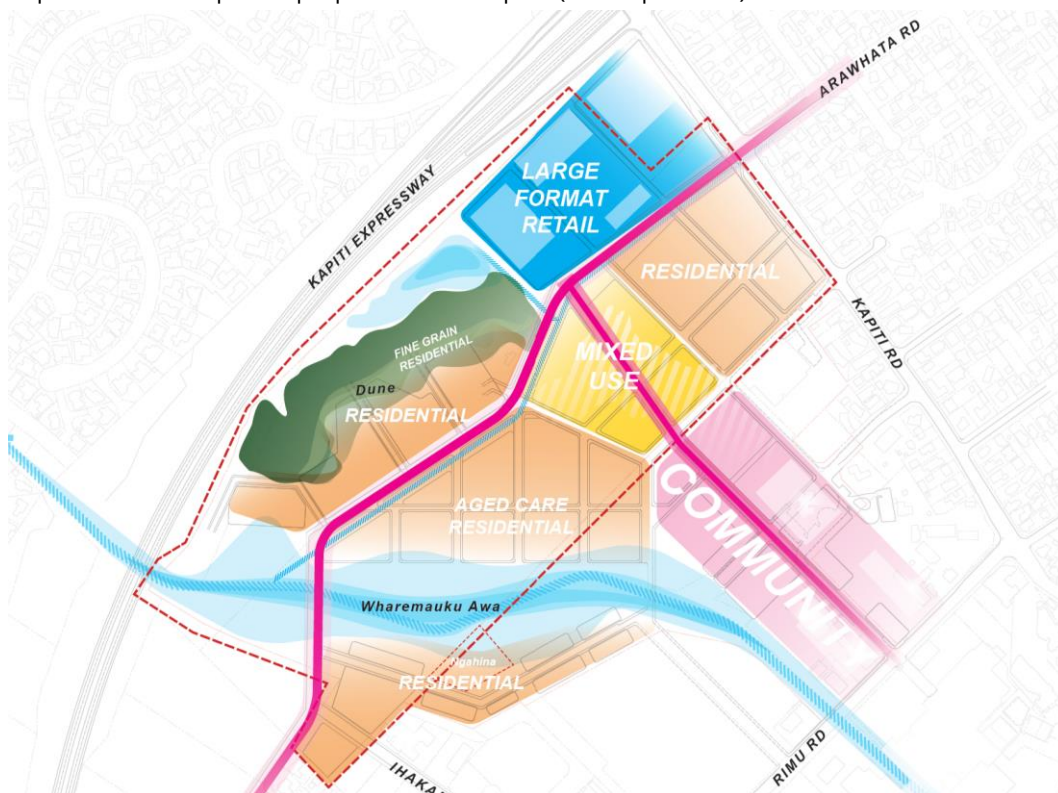 ARAWHATA RD
KAPITI EXPRESSWAY
LARGE
FORMAT
RETAIL
RESIDENTIAL
KAPITI RD
FINE GRAIN
RESIDENTIAL
MIXED
USE
Dune
RESIDENTIAL
AGED CARE
RESIDENTIAL
COMMUNITY
Wharemauku Awa
Ngahina
RESIDENTIAL
RIMU RD